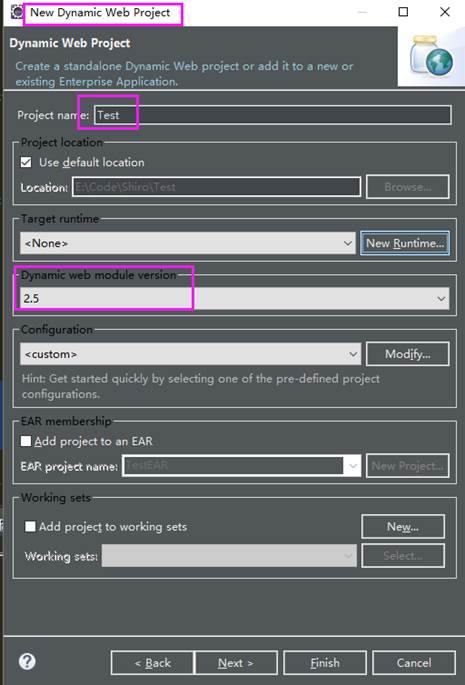 New Dynamic Web Project
Dynamic Web Project
Create a standalone Dynamic Web project or add it to a new or
existing Enterprise Application.
Project name: Test
Project location
Use default location
Location: E:\Code\Shiro\Test Browse...
Target runtime
<None> New Runtime...
Dynamic web module version
2.5
Configuration
<custom> Modify...
Hint: Get started quickly by selecting one of the pre-defined project
configurations.
EAR membership
Add project to an EAR
EAR project name: TestEAR New Project...
Working sets
Add project to working sets New...
Working sets: Select...
? < Back Next > Finish Cancel